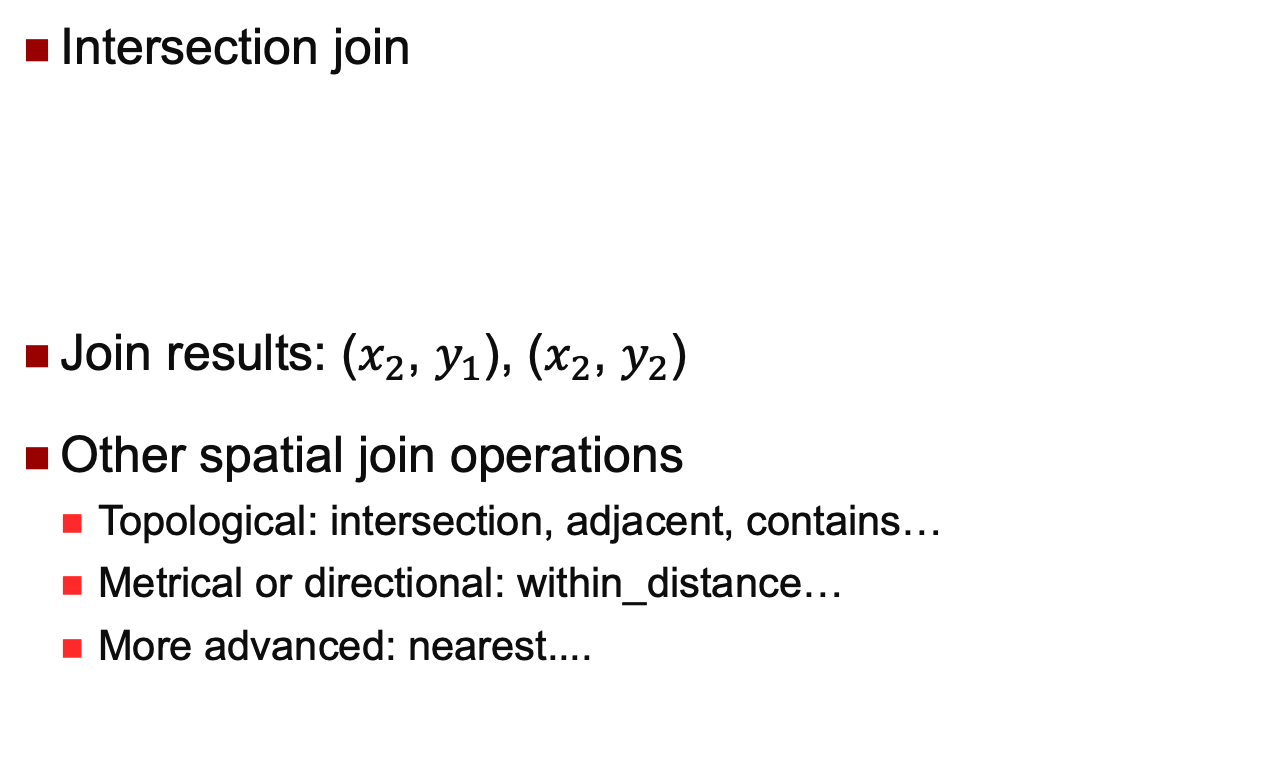 Intersection join
Join results: (𝑥₂, 𝑦₁), (𝑥₂, 𝑦₂)
Other spatial join operations
Topological: intersection, adjacent, contains…
Metrical or directional: within_distance…
More advanced: nearest....